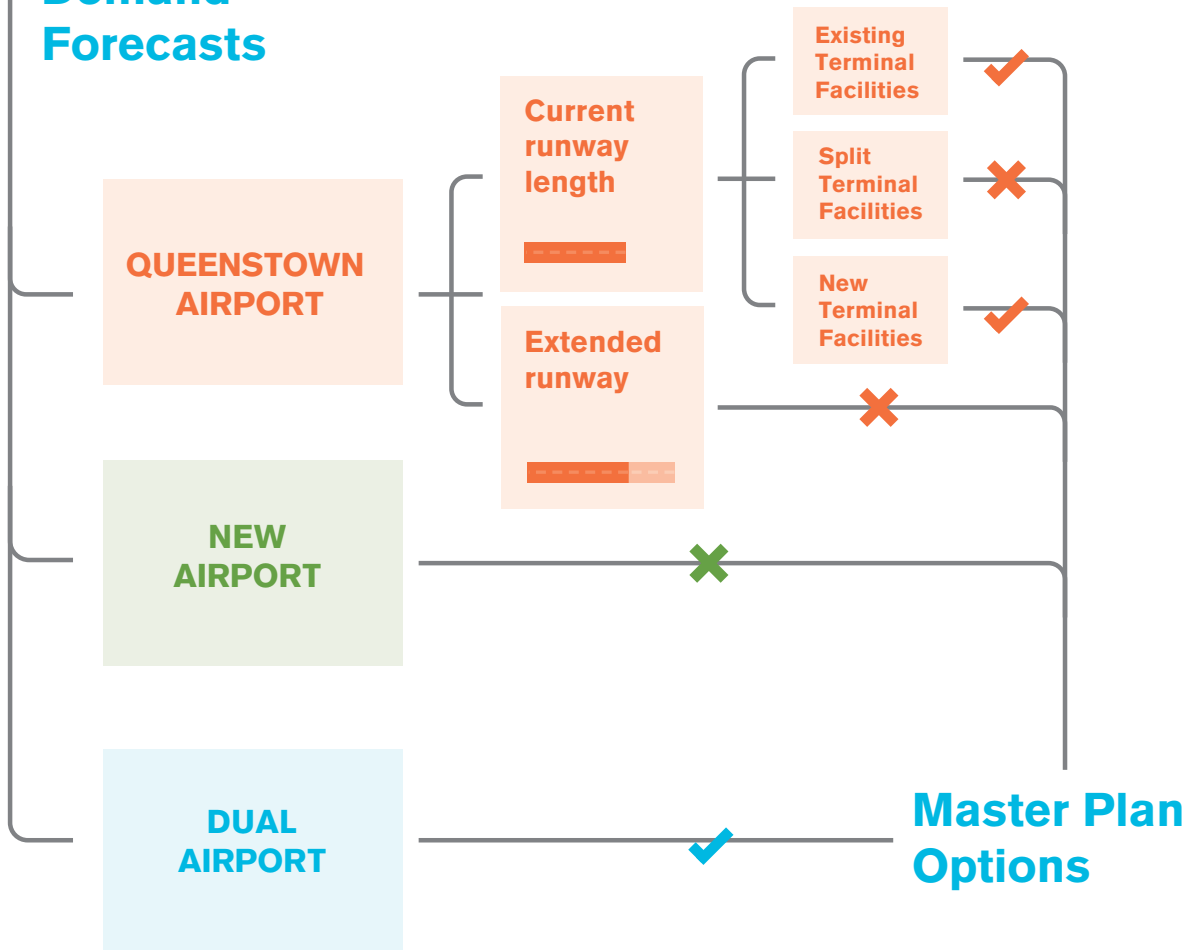 Forecasts
QUEENSTOWN
AIRPORT
Current
runway
length
Extended
runway
Existing
Terminal
Facilities
Split
Terminal
Facilities
New
Terminal
Facilities
NEW
AIRPORT
DUAL
AIRPORT
Master Plan
Options